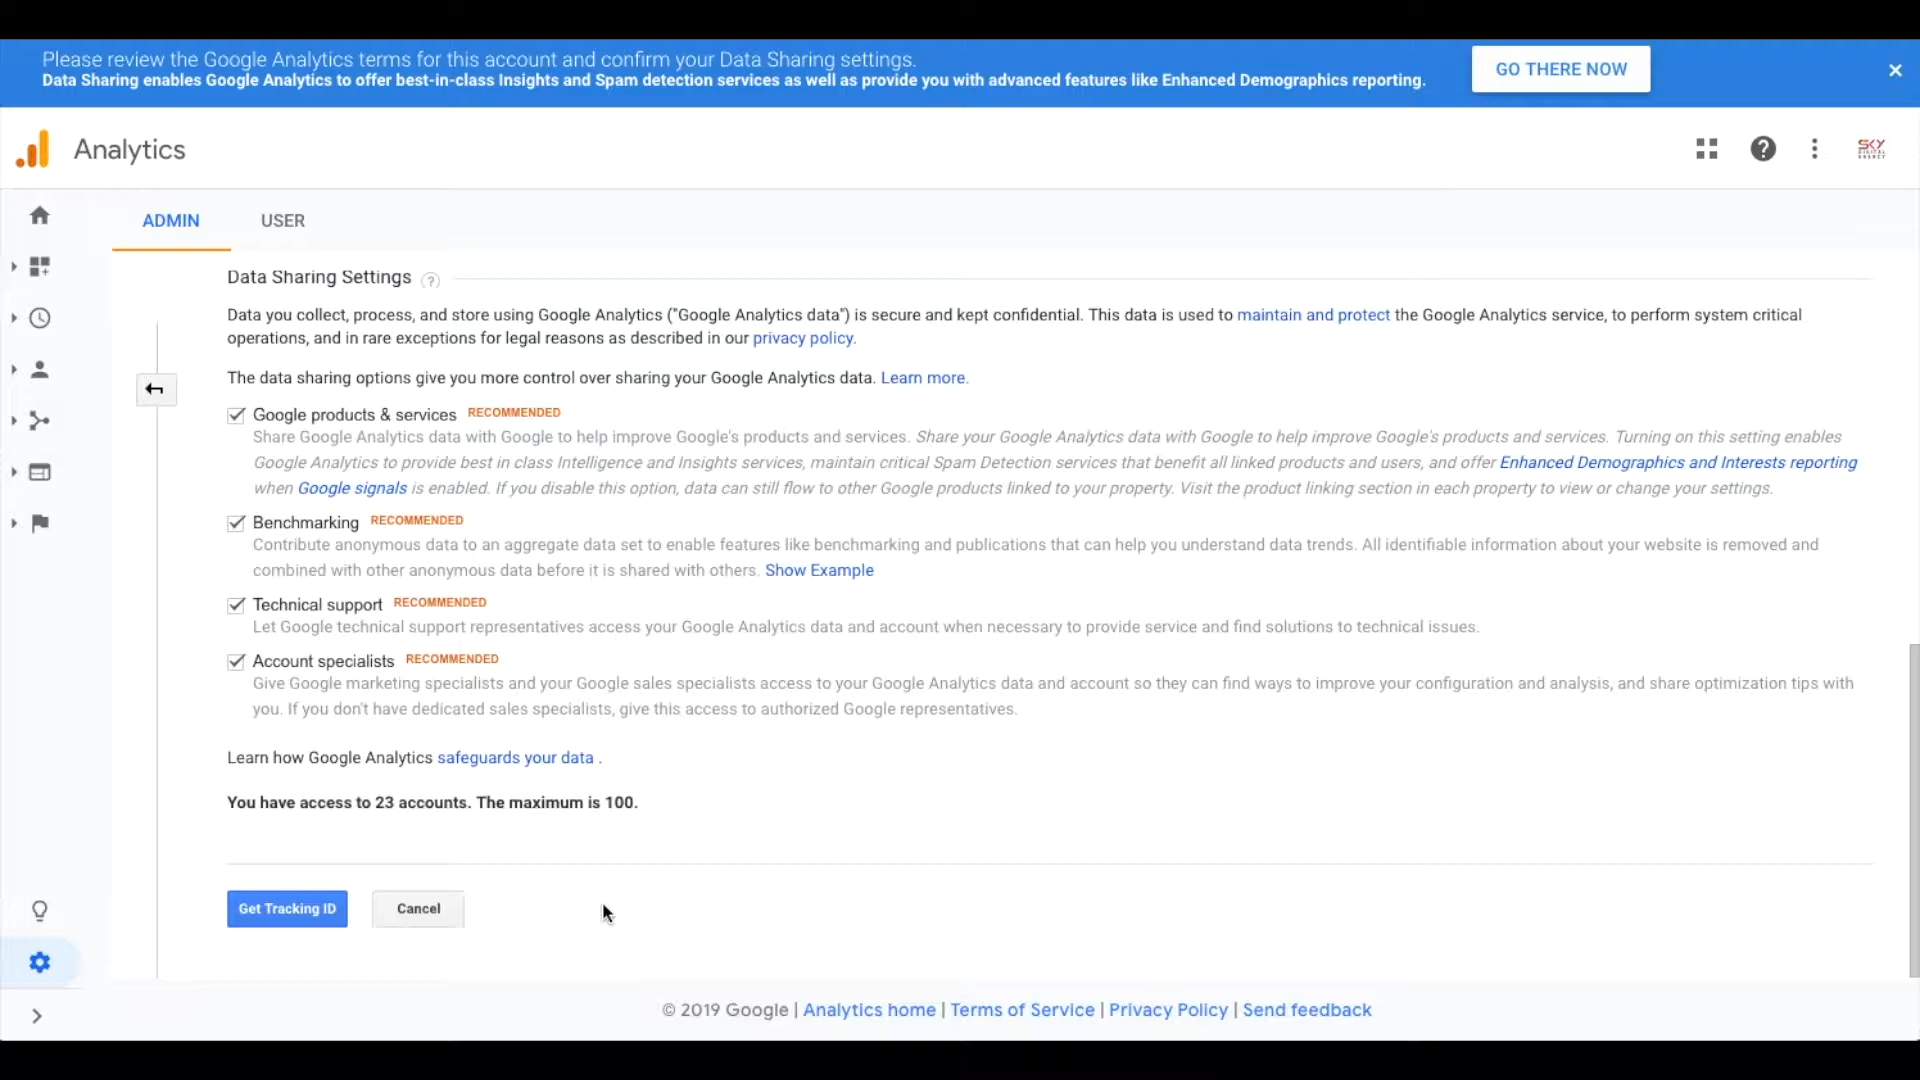 Please review the Google Analytics terms for this account and confirm your Data Sharing settings.
Data Sharing enables Google Analytics to offer best-in-class Insights and Spam detection services as well as provide you with advanced features like Enhanced Demographics reporting.
GO THERE NOW
Analytics
SKY
DIGITAL
AGENCY
ADMIN
USER
Data Sharing Settings ?
Data you collect, process, and store using Google Analytics ("Google Analytics data") is secure and kept confidential. This data is used to maintain and protect the Google Analytics service, to perform system critical
operations, and in rare exceptions for legal reasons as described in our privacy policy.
The data sharing options give you more control over sharing your Google Analytics data. Learn more.
Google products & services RECOMMENDED
Share Google Analytics data with Google to help improve Google's products and services. Share your Google Analytics data with Google to help improve Google's products and services. Turning on this setting enables
Google Analytics to provide best in class Intelligence and Insights services, maintain critical Spam Detection services that benefit all linked products and users, and offer Enhanced Demographics and Interests reporting
when Google signals is enabled. If you disable this option, data can still flow to other Google products linked to your property. Visit the product linking section in each property to view or change your settings.
Benchmarking RECOMMENDED
Contribute anonymous data to an aggregate data set to enable features like benchmarking and publications that can help you understand data trends. All identifiable information about your website is removed and
combined with other anonymous data before it is shared with others. Show Example
Technical support RECOMMENDED
Let Google technical support representatives access your Google Analytics data and account when necessary to provide service and find solutions to technical issues.
Account specialists RECOMMENDED
Give Google marketing specialists and your Google sales specialists access to your Google Analytics data and account so they can find ways to improve your configuration and analysis, and share optimization tips with
you. If you don't have dedicated sales specialists, give this access to authorized Google representatives.
Learn how Google Analytics safeguards your data .
You have access to 23 accounts. The maximum is 100.
Get Tracking ID
Cancel
© 2019 Google | Analytics home | Terms of Service | Privacy Policy | Send feedback